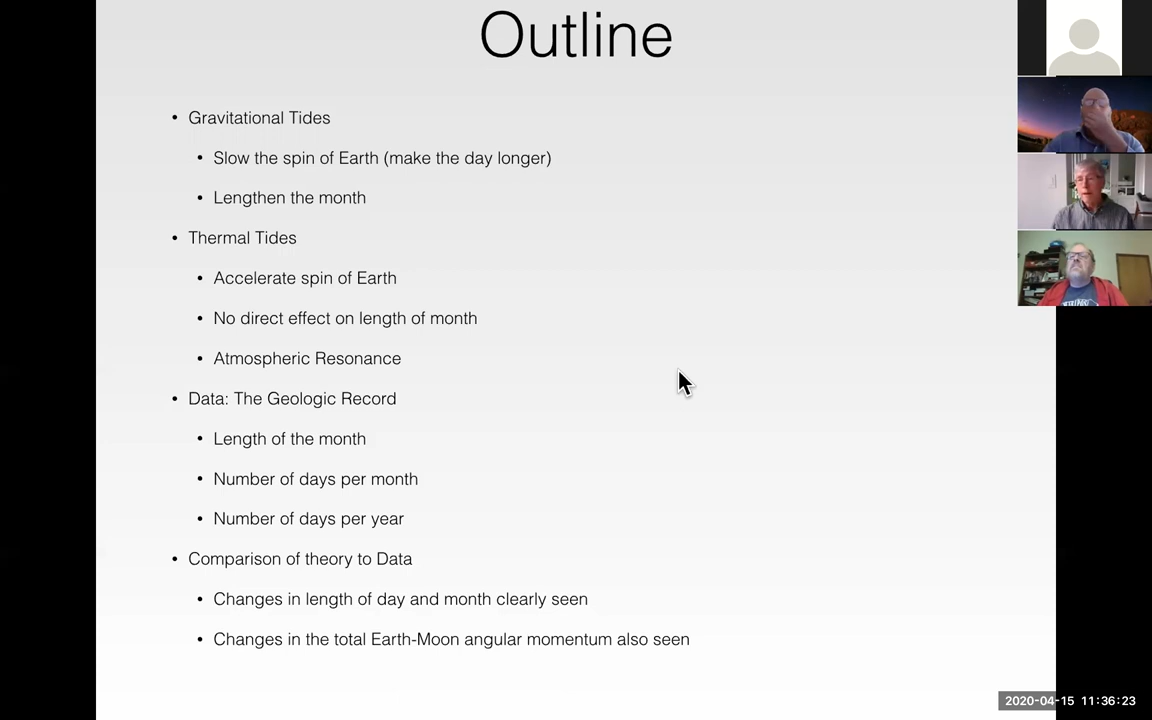 Outline
• Gravitational Tides
• Slow the spin of Earth (make the day longer)
• Lengthen the month
• Thermal Tides
• Accelerate spin of Earth
• No direct effect on length of month
• Atmospheric Resonance
• Data: The Geologic Record
• Length of the month
• Number of days per month
• Number of days per year
• Comparison of theory to Data
• Changes in length of day and month clearly seen
• Changes in the total Earth-Moon angular momentum also seen
2020-04-15 11:36:23